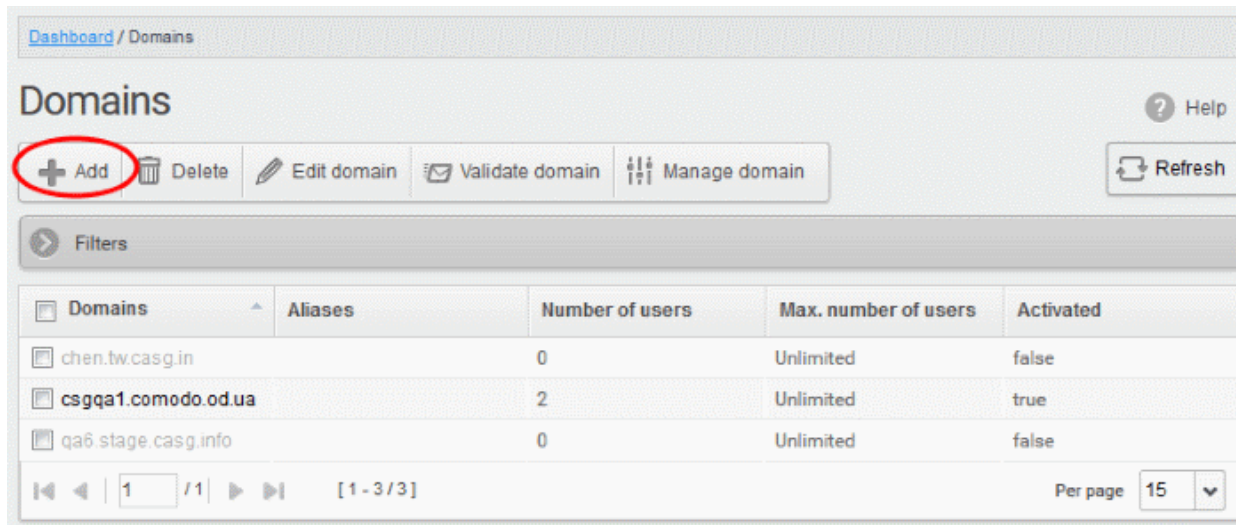 Dashboard / Domains
Domains
Help
Add Delete Edit domain Validate domain Manage domain
Refresh
Filters
Domains Aliases Number of users Max. number of users Activated
chen.tw.casg.in 0 Unlimited false
csgqa1.comodo.od.ua 2 Unlimited true
qa6.stage.casg.info 0 Unlimited false
1 / 1 [ 1 - 3 / 3 ] Per page 15